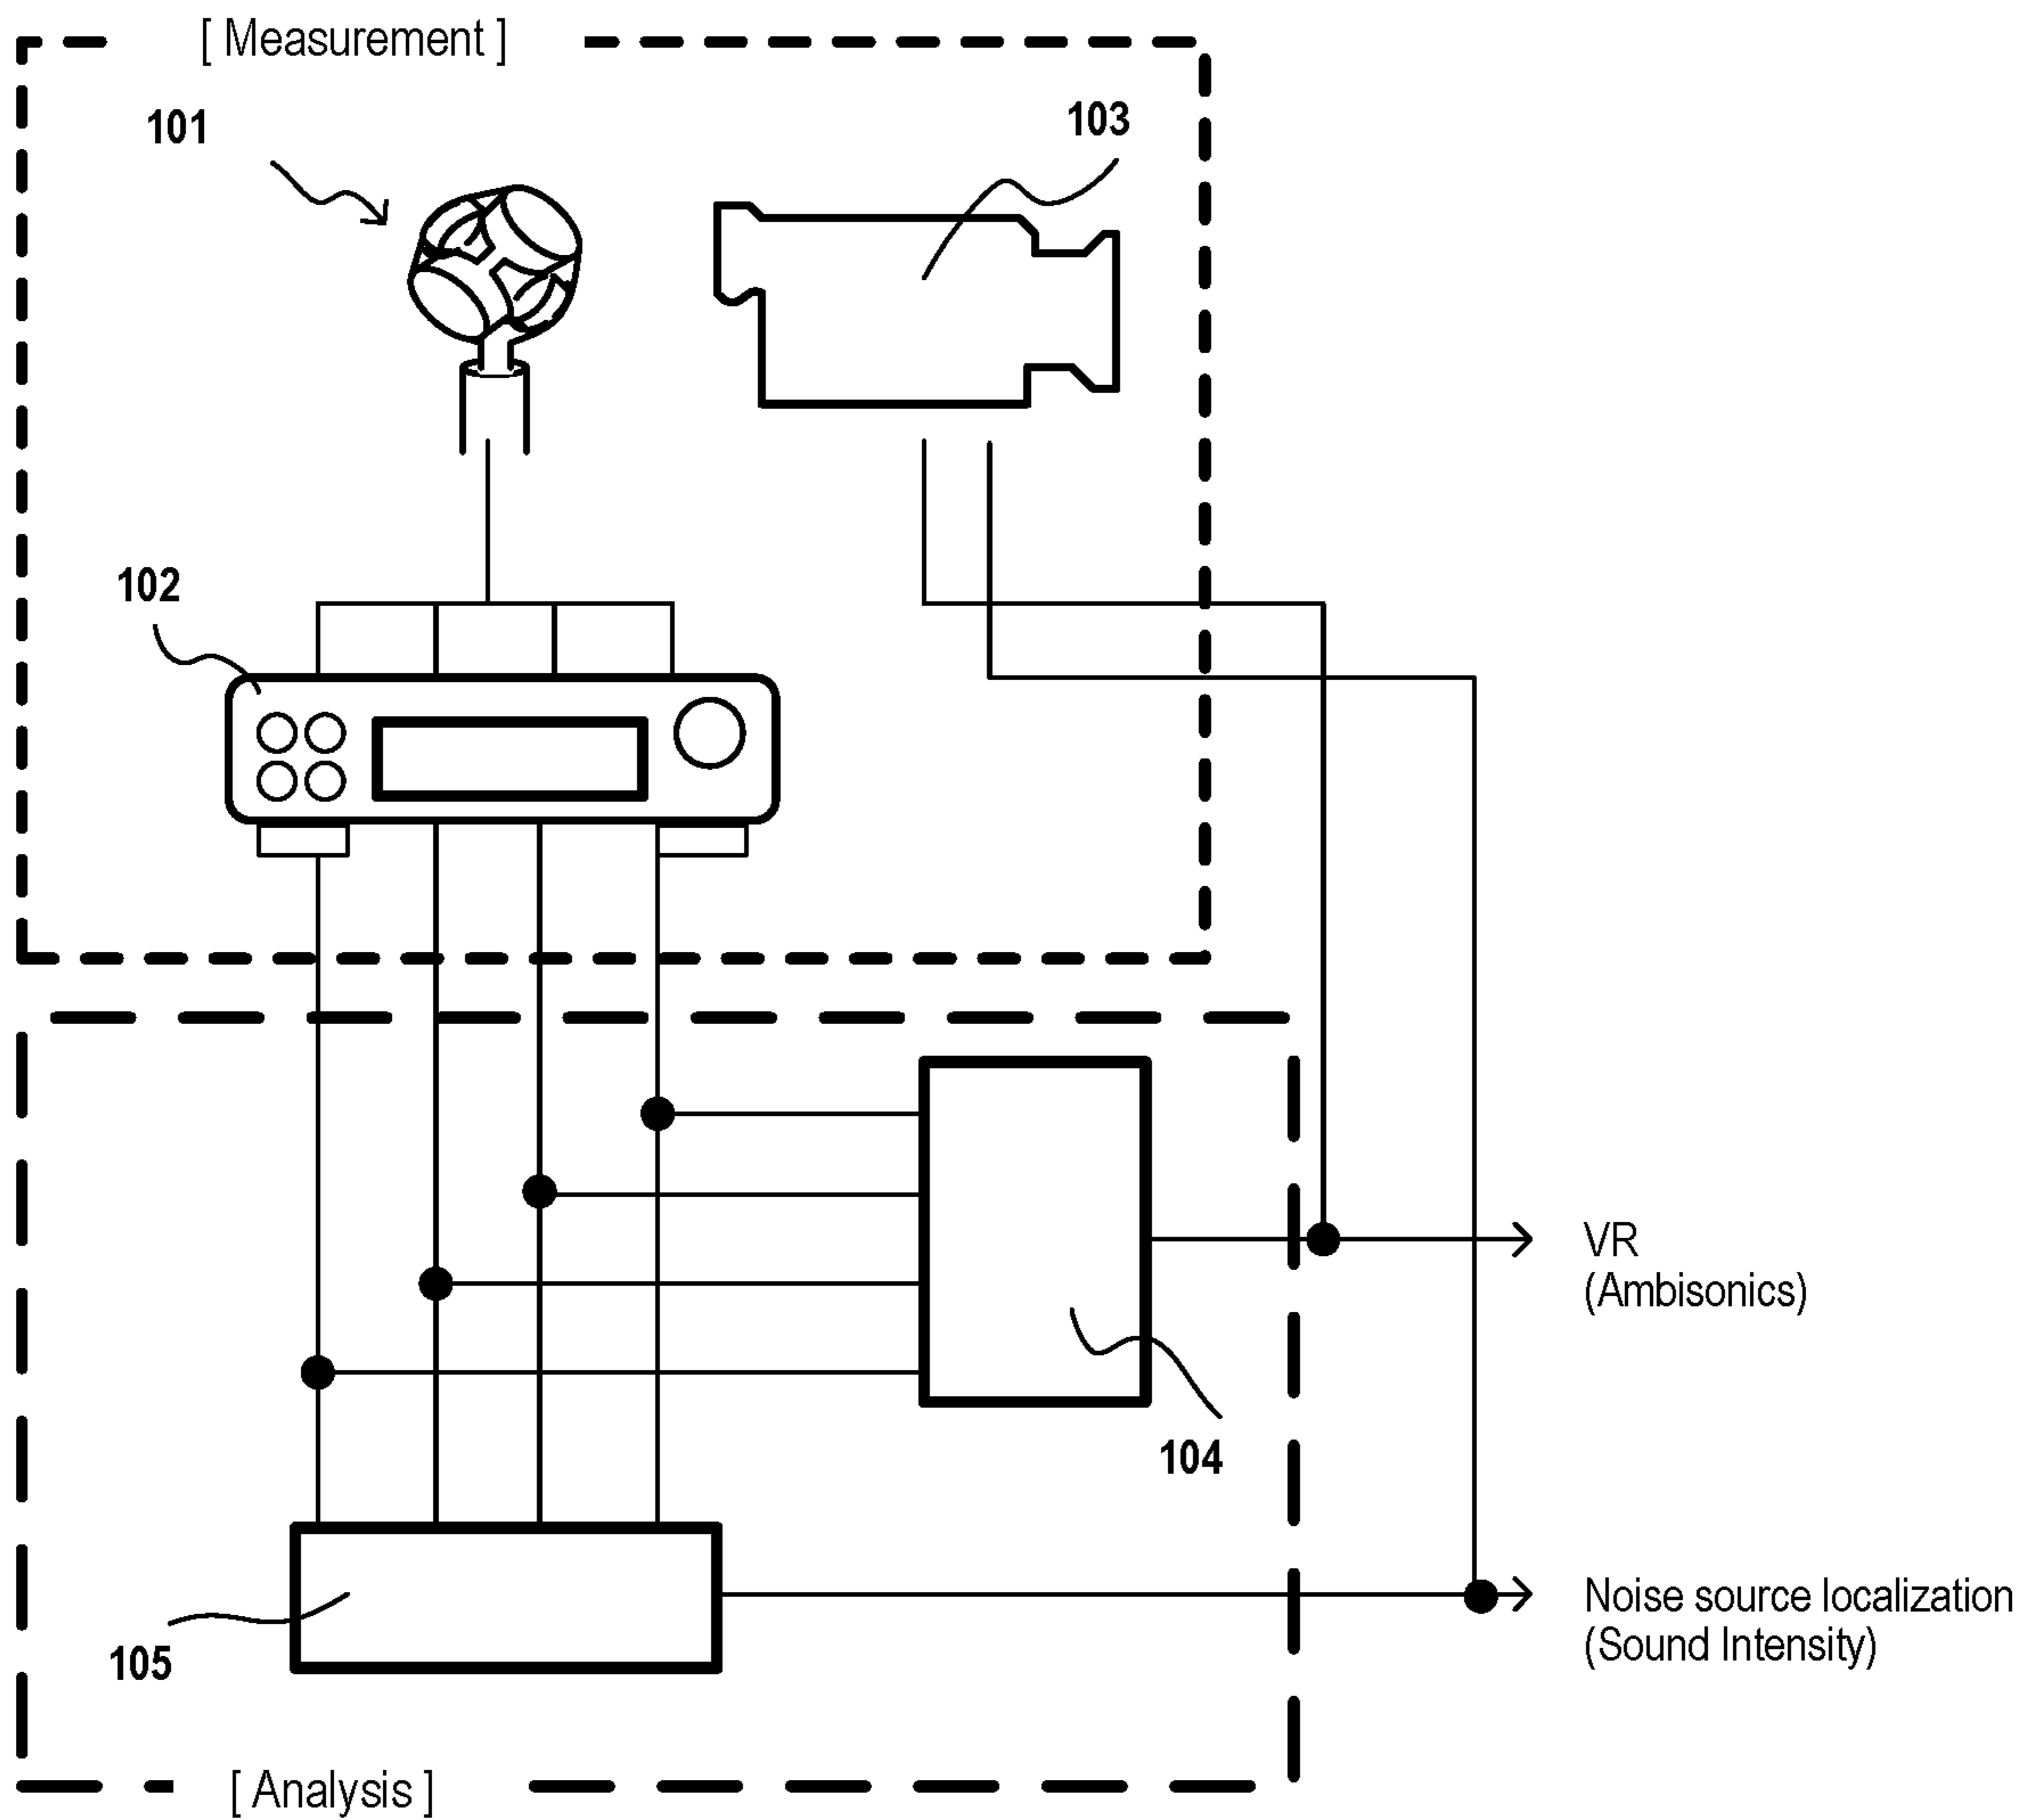 [ Measurement ]
101
103
102
104
VR
(Ambisonics)
Noise source localization
(Sound Intensity)
105
[ Analysis ]